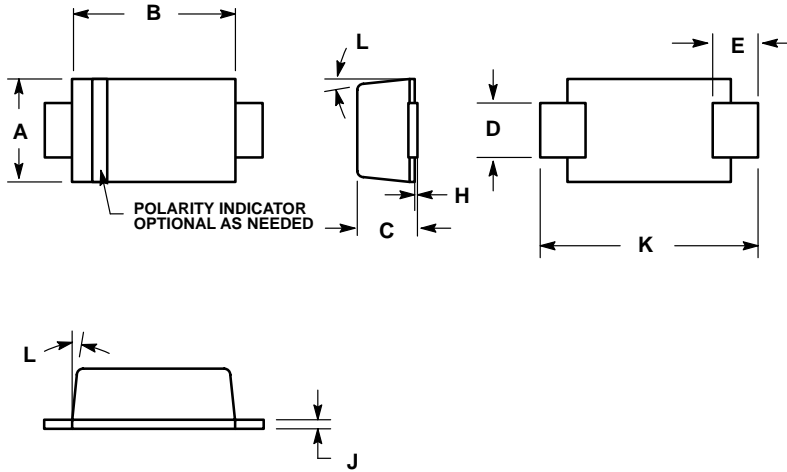 B
L
E
A
D
POLARITY INDICATOR
OPTIONAL AS NEEDED
H
C
K
L
J